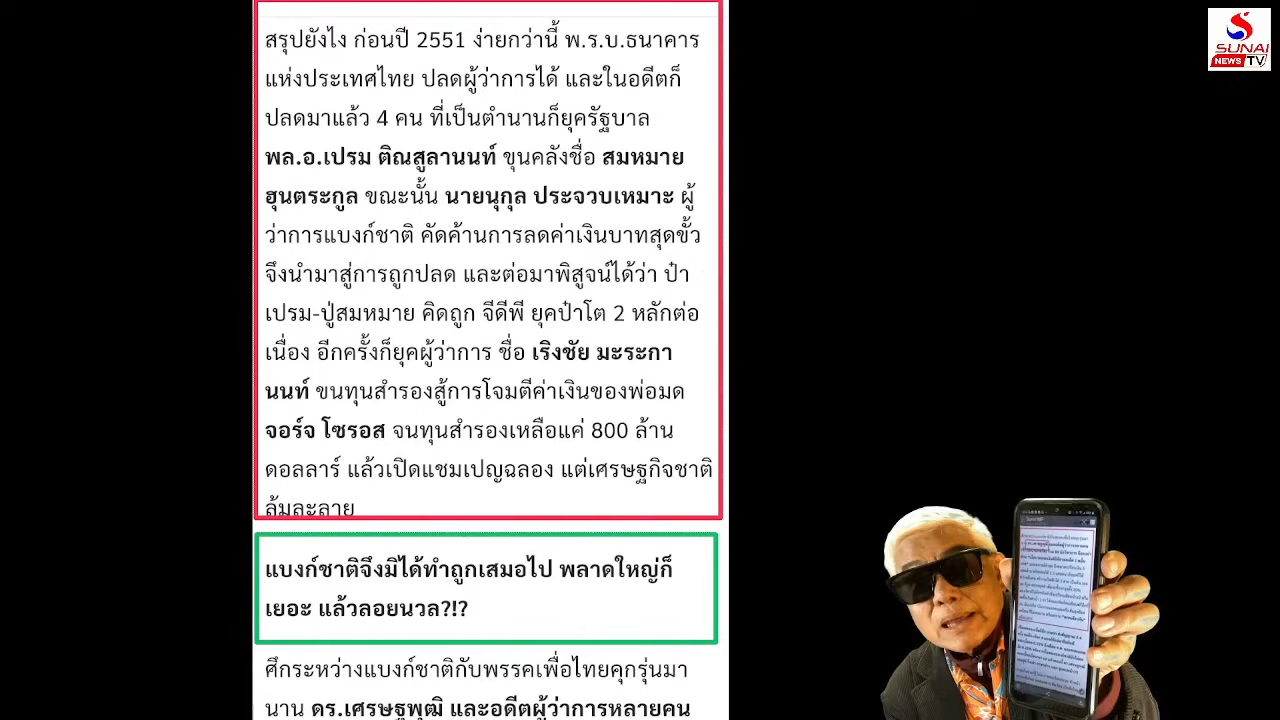 สรุปยังไง ก่อนปี 2551 ง่ายกว่านี้ พ.ร.บ.ธนาคาร
แห่งประเทศไทย ปลดผู้ว่าการได้ และในอดีตก็
ปลดมาแล้ว 4 คน ที่เป็นตำนานก็ยุครัฐบาล
พล.อ.เปรม ติณสูลานนท์ ขุนคลังชื่อ สมหมาย
ฮุนตระกูล ขณะนั้น นายนุกุล ประจวบเหมาะ ผู้
ว่าการแบงก์ชาติ คัดค้านการลดค่าเงินบาทสุดขั้ว
จึงนำมาสู่การถูกปลด และต่อมาพิสูจน์ได้ว่า ป๋า
เปรม-ปู่สมหมาย คิดถูก จีดีพี ยุคป๋าโต 2 หลักต่อ
เนื่อง อีกครั้งก็ยุคผู้ว่าการ ชื่อ เริงชัย มะระกา
นนท์ ขนทุนสำรองสู้การโจมตีค่าเงินของพ่อมด
จอร์จ โซรอส จนทุนสำรองเหลือแค่ 800 ล้าน
ดอลลาร์ แล้วเปิดแชมเปญฉลอง แต่เศรษฐกิจชาติ
ล้มละลาย
แบงก์ชาติจึงมิได้ทำถูกเสมอไป พลาดใหญ่ก็
เยอะ แล้วลอยนวล?!?
ศึกระหว่างแบงก์ชาติกับพรรคเพื่อไทยคุกรุ่นมา
นาน ดร.เศรษฐพุฒิ และอดีตผู้ว่าการหลายคน
SUNAI
NEWS TV